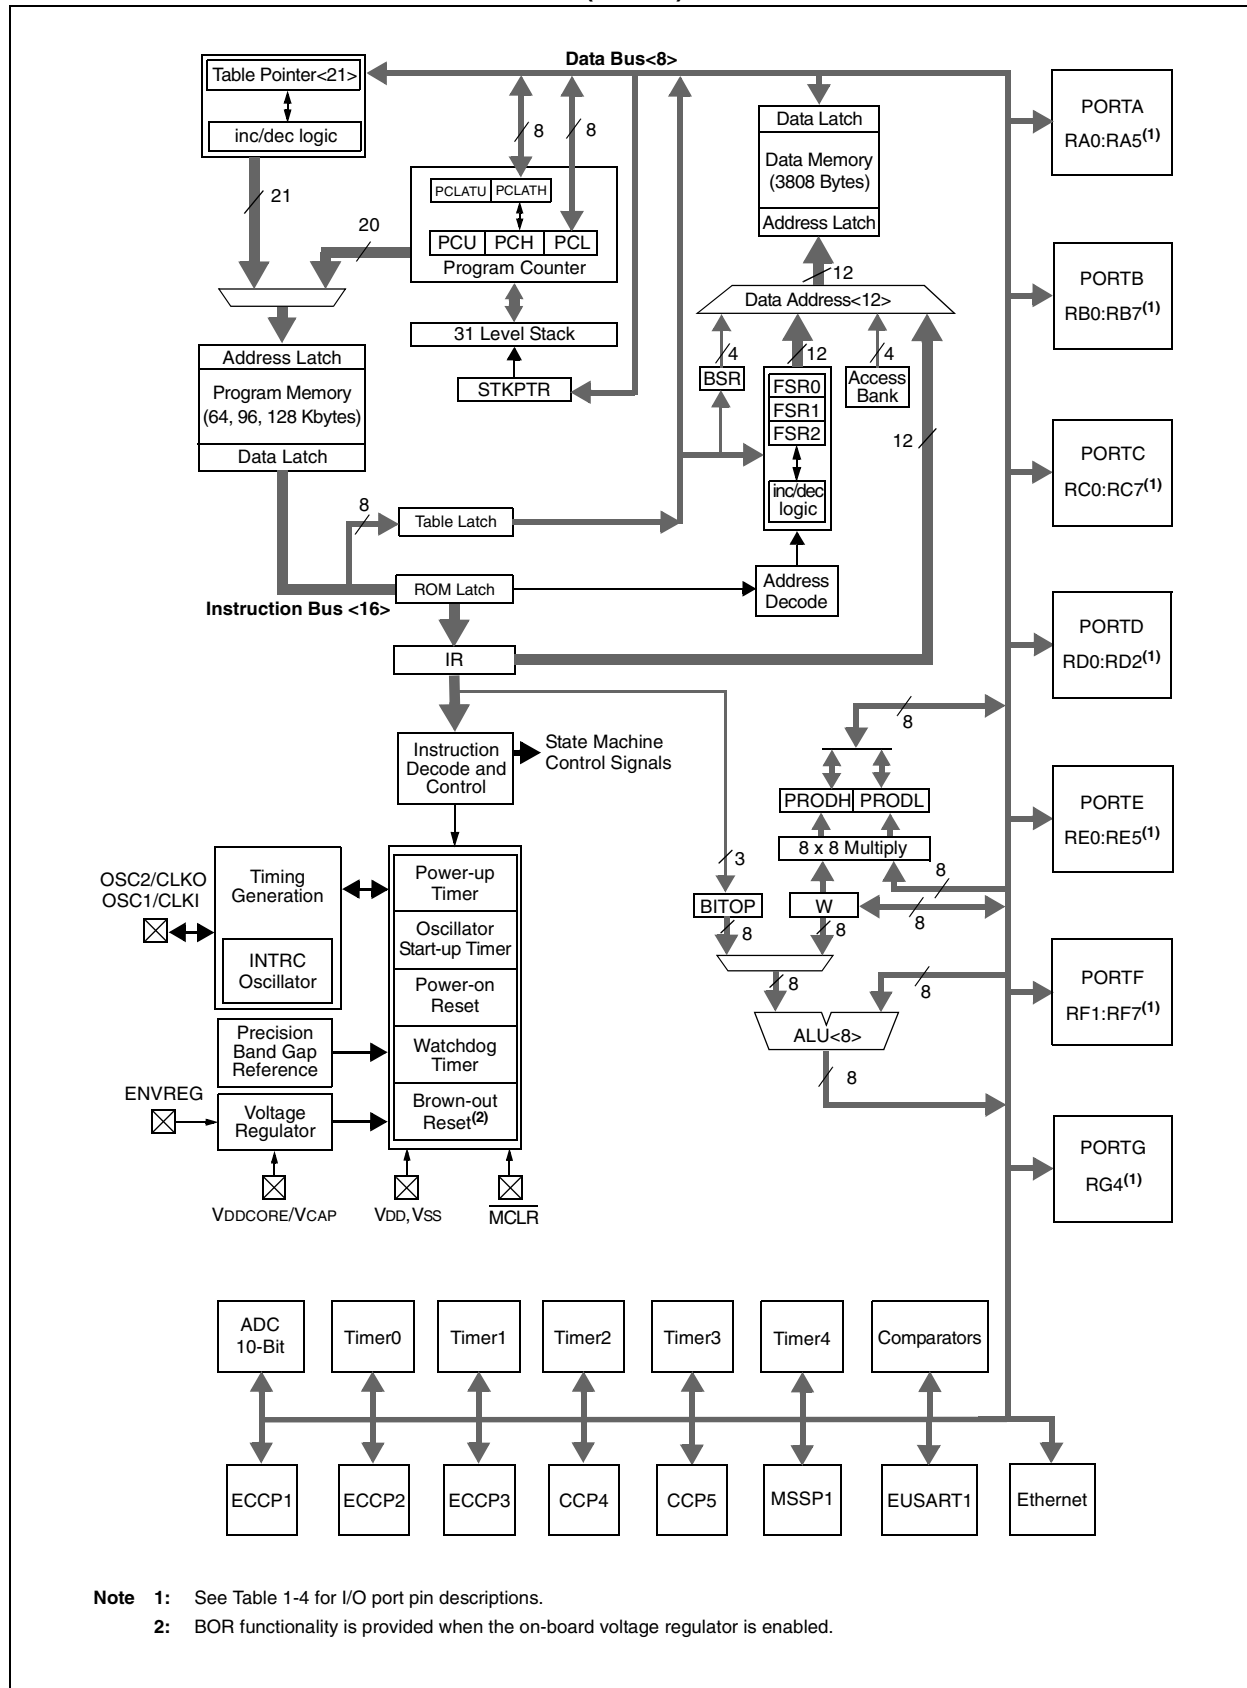 Data Bus<8>
Table Pointer<21>
inc/dec logic
21
20
8
8
PCLATU PCLATH
PCU PCH PCL
Program Counter
31 Level Stack
STKPTR
Address Latch
Program Memory
(64, 96, 128 Kbytes)
Data Latch
8
Table Latch
ROM Latch
Instruction Bus <16>
IR
Data Latch
Data Memory
(3808 Bytes)
Address Latch
12
Data Address<12>
4
12
4
BSR
FSR0
FSR1
FSR2
inc/dec
logic
Access
Bank
12
Address
Decode
PORTA
RA0:RA5(1)
PORTB
RB0:RB7(1)
PORTC
RC0:RC7(1)
PORTD
RD0:RD2(1)
PORTE
RE0:RE5(1)
PORTF
RF1:RF7(1)
PORTG
RG4(1)
Instruction
Decode and
Control
State Machine
Control Signals
8
PRODH PRODL
8 x 8 Multiply
3
8
BITOP
W
8
8
8
8
8
ALU<8>
8
OSC2/CLKO
OSC1/CLKI
Timing
Generation
INTRC
Oscillator
Power-up
Timer
Oscillator
Start-up Timer
Power-on
Reset
Watchdog
Timer
Brown-out
Reset(2)
Precision
Band Gap
Reference
ENVREG
Voltage
Regulator
VDDCORE/VCAP
VDD, VSS
MCLR
ADC
10-Bit
Timer0
Timer1
Timer2
Timer3
Timer4
Comparators
ECCP1
ECCP2
ECCP3
CCP4
CCP5
MSSP1
EUSART1
Ethernet
Note 1: See Table 1-4 for I/O port pin descriptions.
2: BOR functionality is provided when the on-board voltage regulator is enabled.